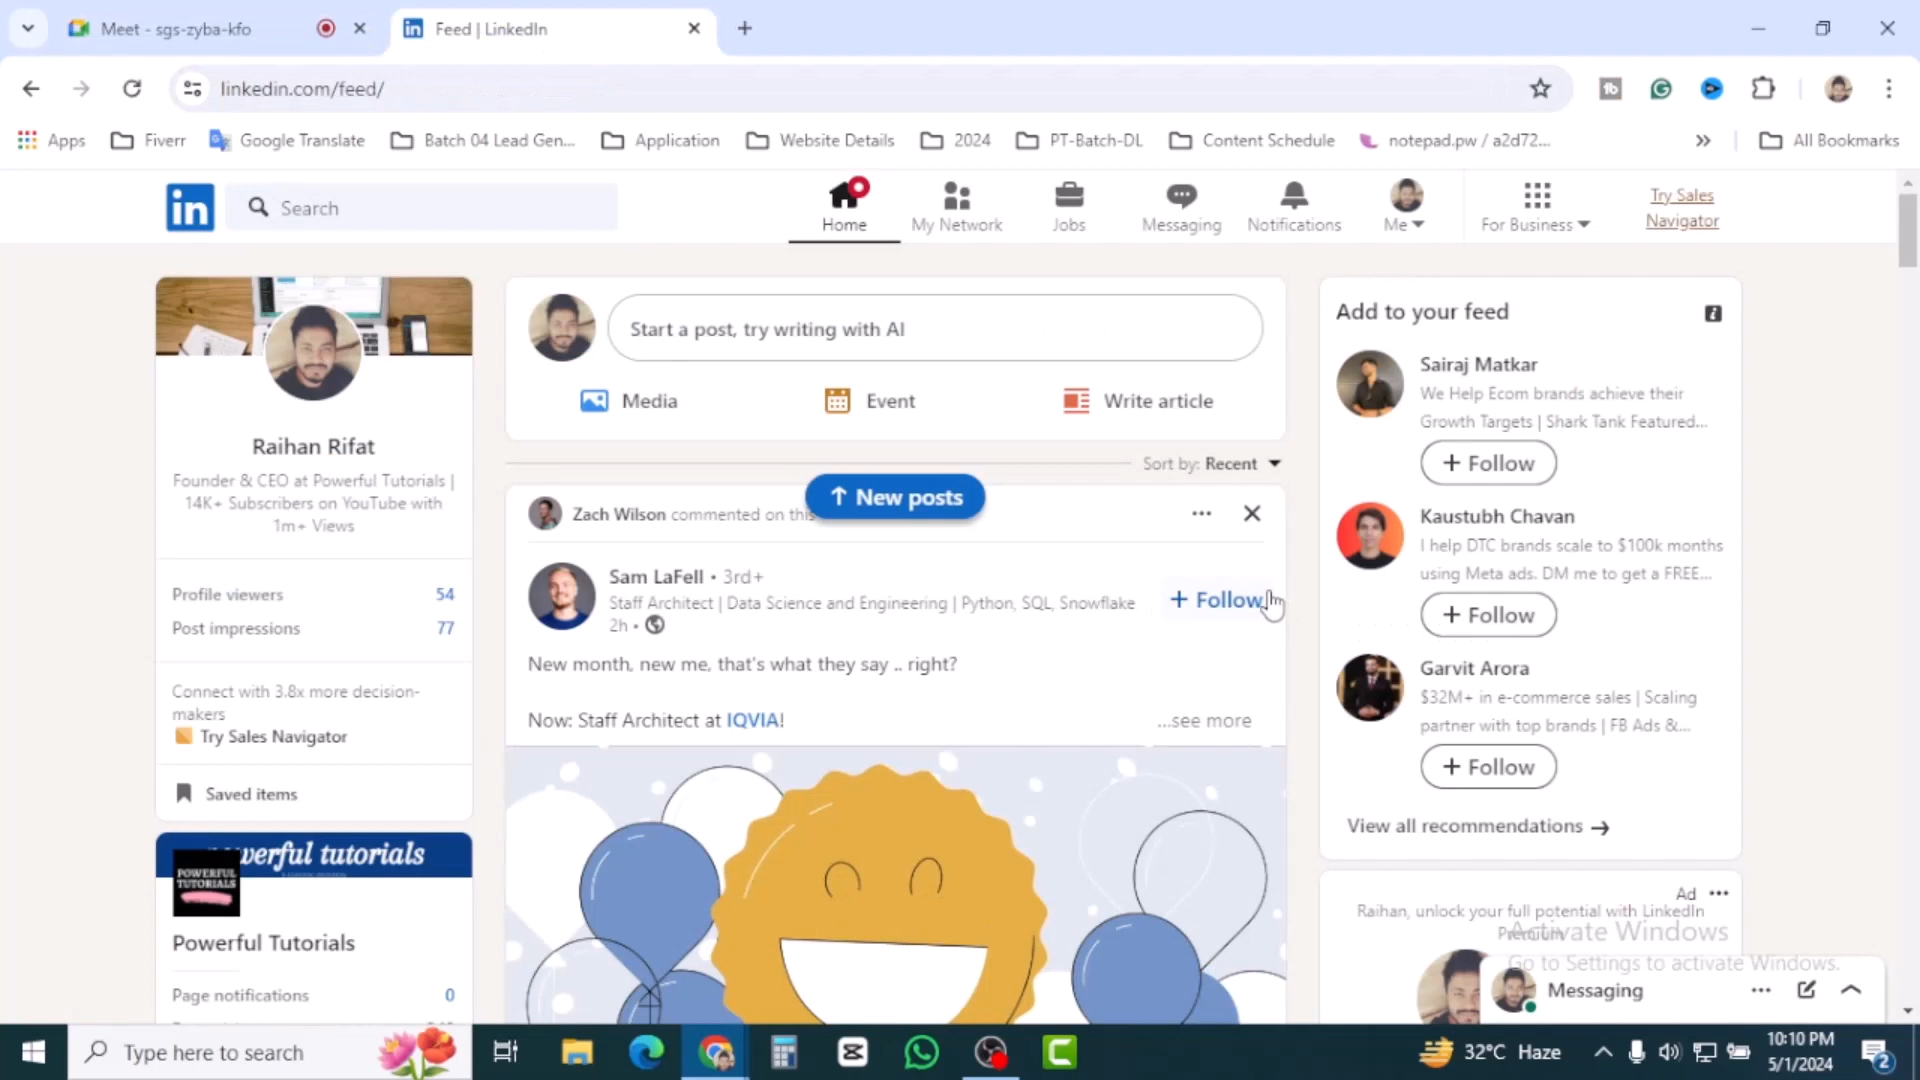 Meet - sgs-zyba-kfo
Feed | LinkedIn
linkedin.com/feed/
Apps
Fiverr
Google Translate
Batch 04 Lead Gen...
Application
Website Details
2024
PT-Batch-DL
Content Schedule
notepad.pw / a2d72...
All Bookmarks
in
Search
Home
My Network
Jobs
Messaging
Notifications
Me
For Business
Try Sales
Navigator
Raihan Rifat
Founder & CEO at Powerful Tutorials |
14K+ Subscribers on YouTube with
1m+ Views
Profile viewers 54
Post impressions 77
Connect with 3.8x more decision-
makers
Try Sales Navigator
Saved items
werful tutorials
POWERFUL
TUTORIALS
Powerful Tutorials
Page notifications 0
Start a post, try writing with AI
Media
Event
Write article
Sort by: Recent
↑ New posts
Zach Wilson commented on this
Sam LaFell • 3rd+
Staff Architect | Data Science and Engineering | Python, SQL, Snowflake
2h •
+ Follow
New month, new me, that's what they say .. right?
Now: Staff Architect at IQVIA!
...see more
Add to your feed
Sairaj Matkar
We Help Ecom brands achieve their
Growth Targets | Shark Tank Featured...
+ Follow
Kaustubh Chavan
I help DTC brands scale to $100k months
using Meta ads. DM me to get a FREE...
+ Follow
Garvit Arora
$32M+ in e-commerce sales | Scaling
partner with top brands | FB Ads &...
+ Follow
View all recommendations →
Ad
Raihan, unlock your full potential with LinkedIn
Premium
Activate Windows
Go to Settings to activate Windows.
Messaging
Type here to search
32°C Haze
10:10 PM
5/1/2024
2